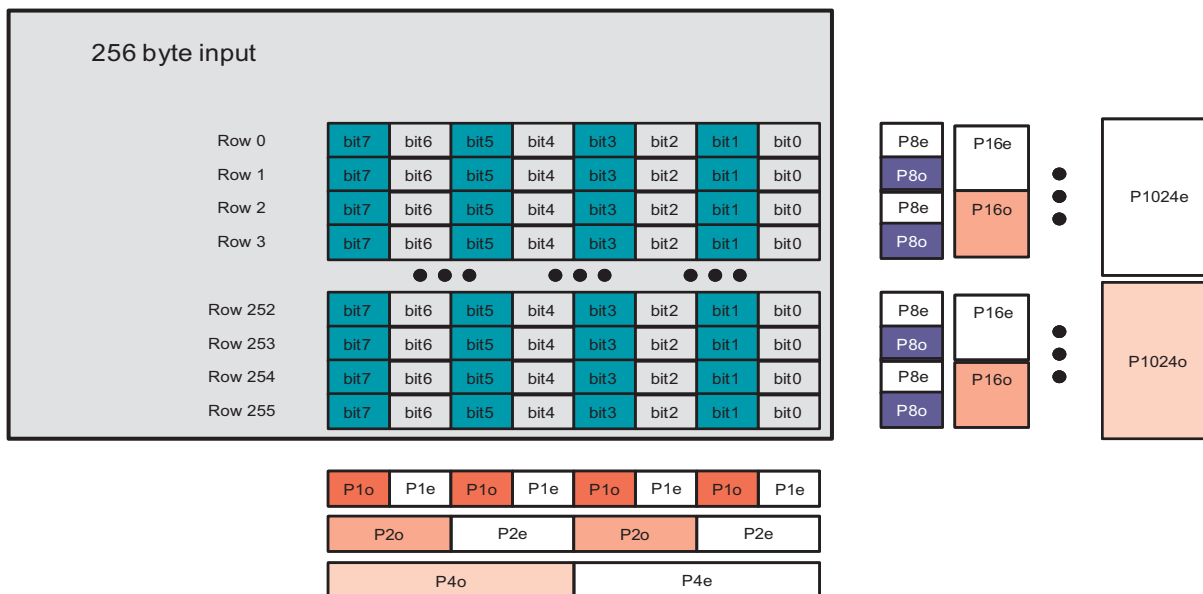 256 byte input
Row 0 bit7 bit6 bit5 bit4 bit3 bit2 bit1 bit0 P8e P16e P1024e
Row 1 bit7 bit6 bit5 bit4 bit3 bit2 bit1 bit0 P8o
Row 2 bit7 bit6 bit5 bit4 bit3 bit2 bit1 bit0 P8e P16o
Row 3 bit7 bit6 bit5 bit4 bit3 bit2 bit1 bit0 P8o
Row 252 bit7 bit6 bit5 bit4 bit3 bit2 bit1 bit0 P8e P16e
Row 253 bit7 bit6 bit5 bit4 bit3 bit2 bit1 bit0 P8o P1024o
Row 254 bit7 bit6 bit5 bit4 bit3 bit2 bit1 bit0 P8e P16o
Row 255 bit7 bit6 bit5 bit4 bit3 bit2 bit1 bit0 P8o
P1o P1e P1o P1e P1o P1e P1o P1e
P2o P2e P2o P2e
P4o P4e